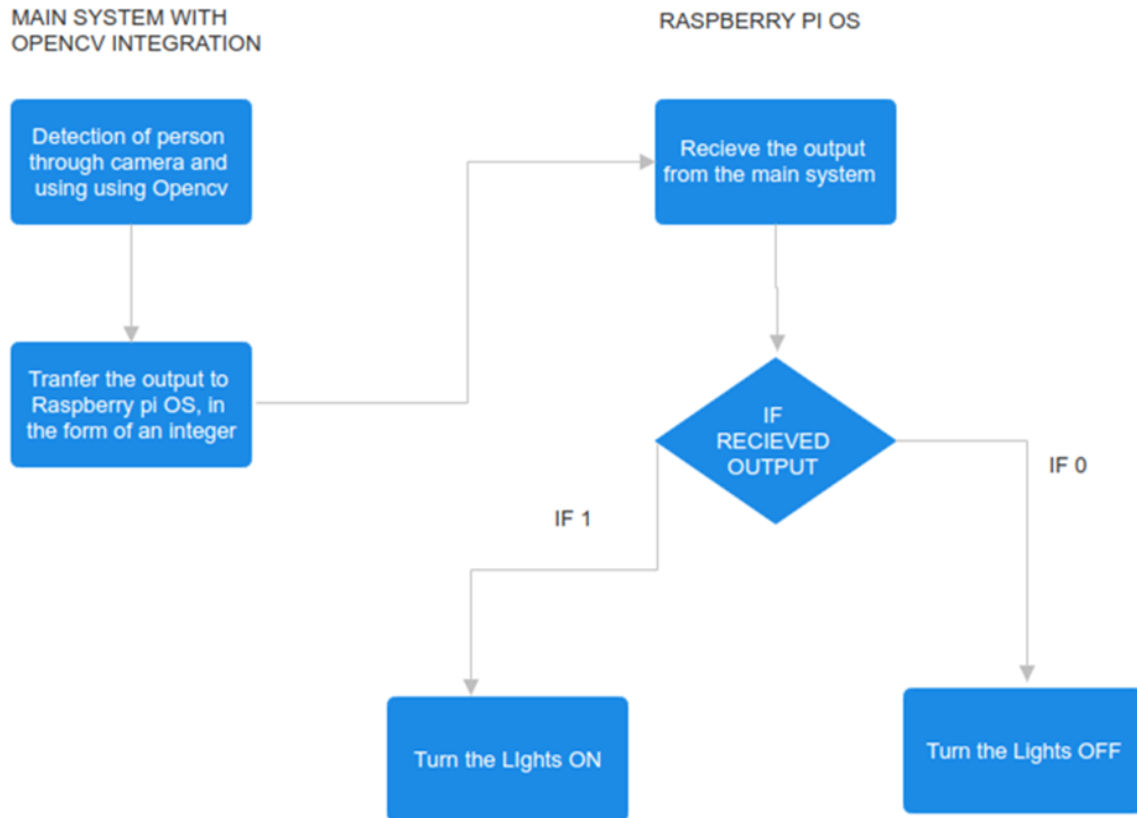 MAIN SYSTEM WITH
OPENCV INTEGRATION
RASPBERRY PI OS
Detection of person
through camera and
using using Opencv
Recieve the output
from the main system
Tranfer the output to
Raspberry pi OS, in
the form of an integer
IF
RECIEVED
OUTPUT
IF 0
IF 1
Turn the LIghts ON
Turn the Lights OFF